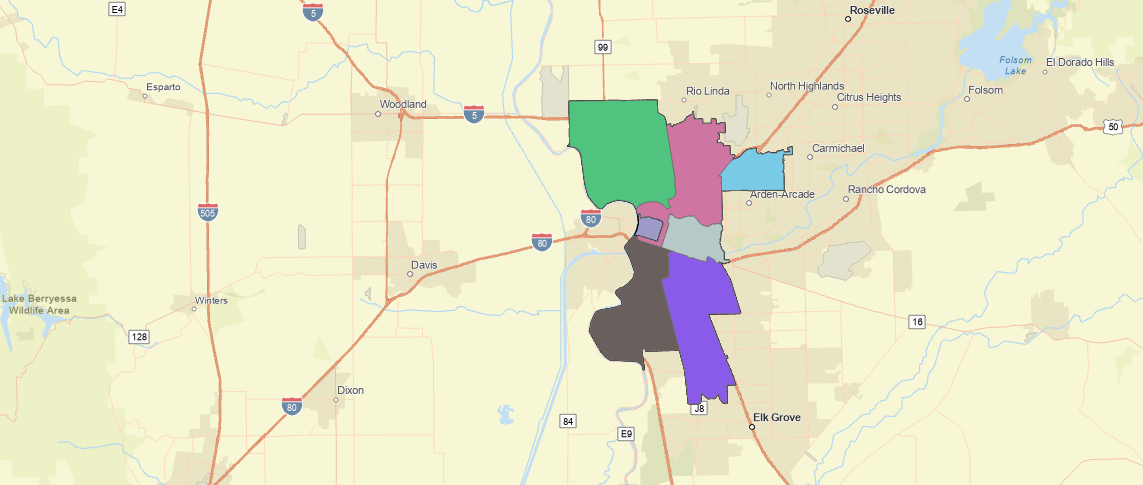 E4
5
Roseville
99
Folsom
Lake
El Dorado Hills
Esparto
North Highlands
Rio Linda
Folsom
Citrus Heights
Woodland
5
50
Carmichael
Rancho Cordova
Arden-Arcade
505
80
80
Davis
Lake Berryessa
Wildlife Area
Winters
16
128
Dixon
80
J8
Elk Grove
84
E9